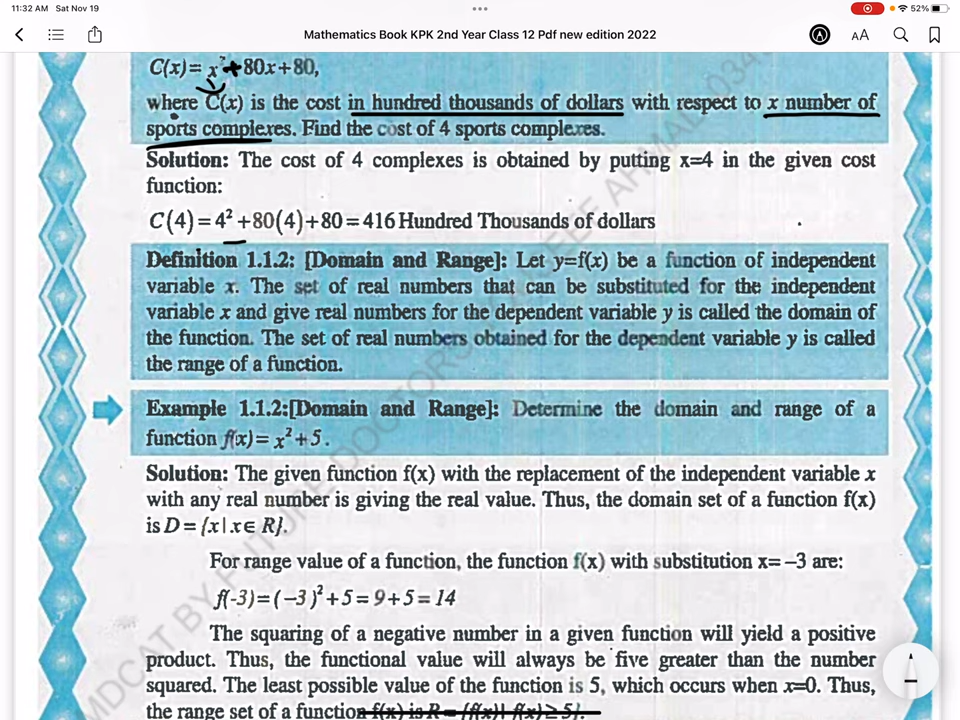 11:32 AM Sat Nov 19
52%
Mathematics Book KPK 2nd Year Class 12 Pdf new edition 2022
AA
C(x)= x²+80x+80,
where C(x) is the cost in hundred thousands of dollars with respect to x number of
sports complexes. Find the cost of 4 sports complexes.
Solution: The cost of 4 complexes is obtained by putting x=4 in the given cost
function:
C(4)=4²+80(4)+80=416 Hundred Thousands of dollars
Definition 1.1.2: [Domain and Range]: Let y=f(x) be a function of independent
variable x. The set of real numbers that can be substituted for the independent
variable x and give real numbers for the dependent variable y is called the domain of
the function. The set of real numbers obtained for the dependent variable y is called
the range of a function.
Example 1.1.2:[Domain and Range]: Determine the domain and range of a
function f(x)= x²+5.
Solution: The given function f(x) with the replacement of the independent variable x
with any real number is giving the real value. Thus, the domain set of a function f(x)
is D={x|x∈R}.
For range value of a function, the function f(x) with substitution x=−3 are:
f(-3)=(−3)²+5=9+5=14
The squaring of a negative number in a given function will yield a positive
product. Thus, the functional value will always be five greater than the number
squared. The least possible value of the function is 5, which occurs when x=0. Thus,
the range set of a function f(x) is R={f(x)| f(x)≥5}.